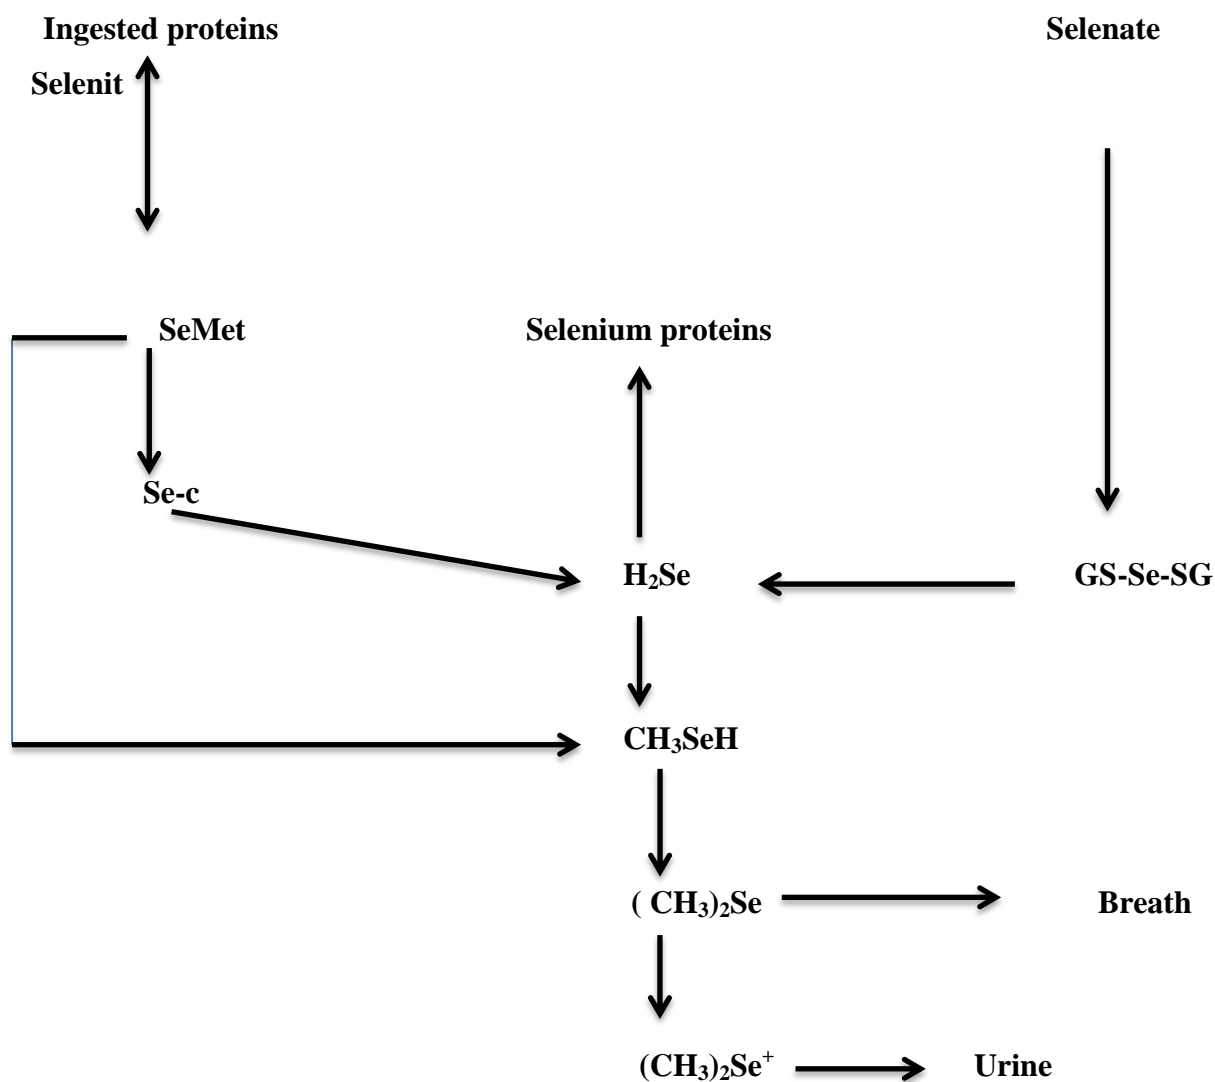 Ingested proteins
Selenate
Selenit
SeMet
Selenium proteins
Se-c
H₂Se
GS-Se-SG
CH₃SeH
( CH₃)₂Se
Breath
(CH₃)₂Se⁺
Urine